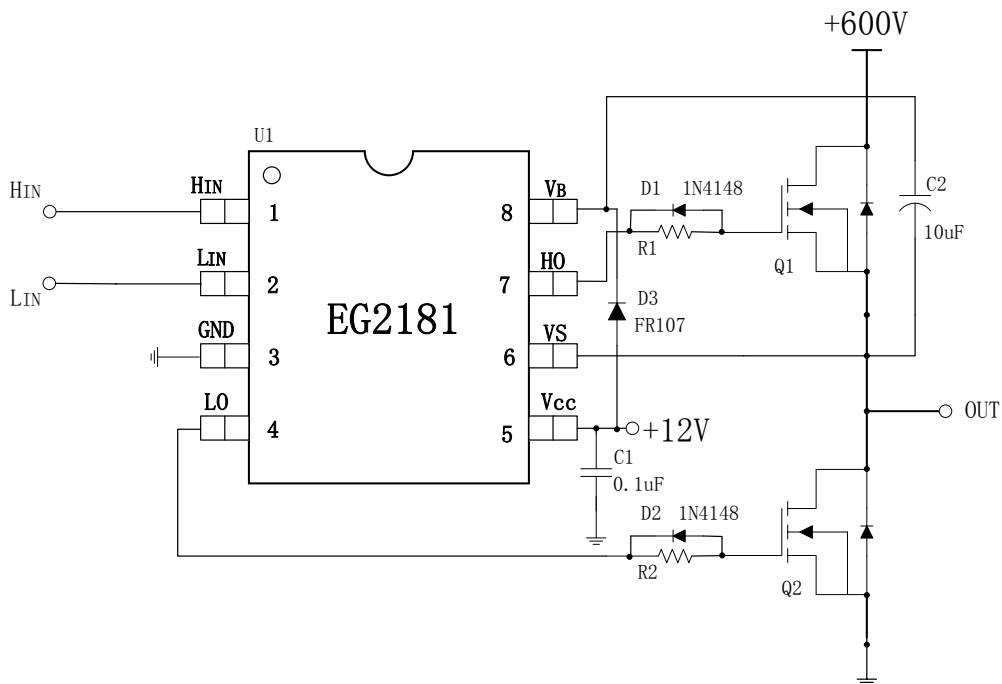 +600V
U1
HIN
HIN
1
LIN
LIN
2
GND
3
LO
4
EG2181
VB
8
HO
7
VS
6
Vcc
5
D1 1N4148
R1
Q1
C2
10uF
D3
FR107
+12V
C1
0.1uF
OUT
D2 1N4148
R2
Q2